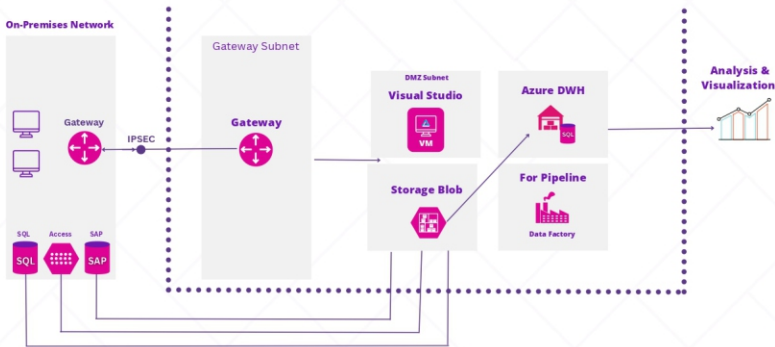 On-Premises Network
Gateway
IPSEC
SQL
Access
SAP
SQL
SAP
Gateway Subnet
Gateway
DMZ Subnet
Visual Studio
VM
Storage Blob
Azure DWH
SQL
For Pipeline
Data Factory
Analysis &
Visualization